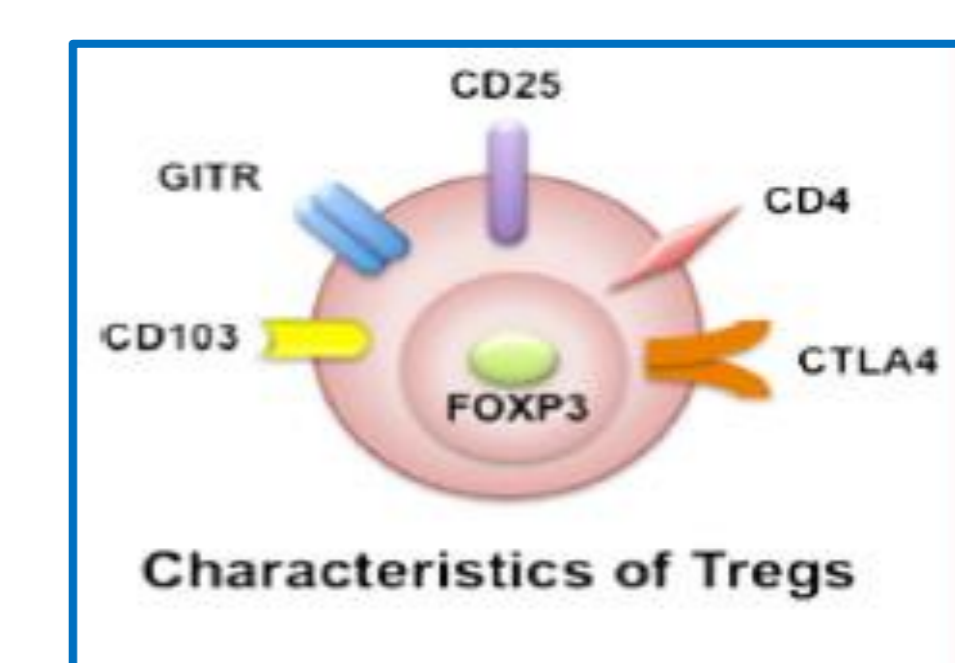 CD25
GITR
CD4
CD103
CTLA4
FOXP3
Characteristics of Tregs